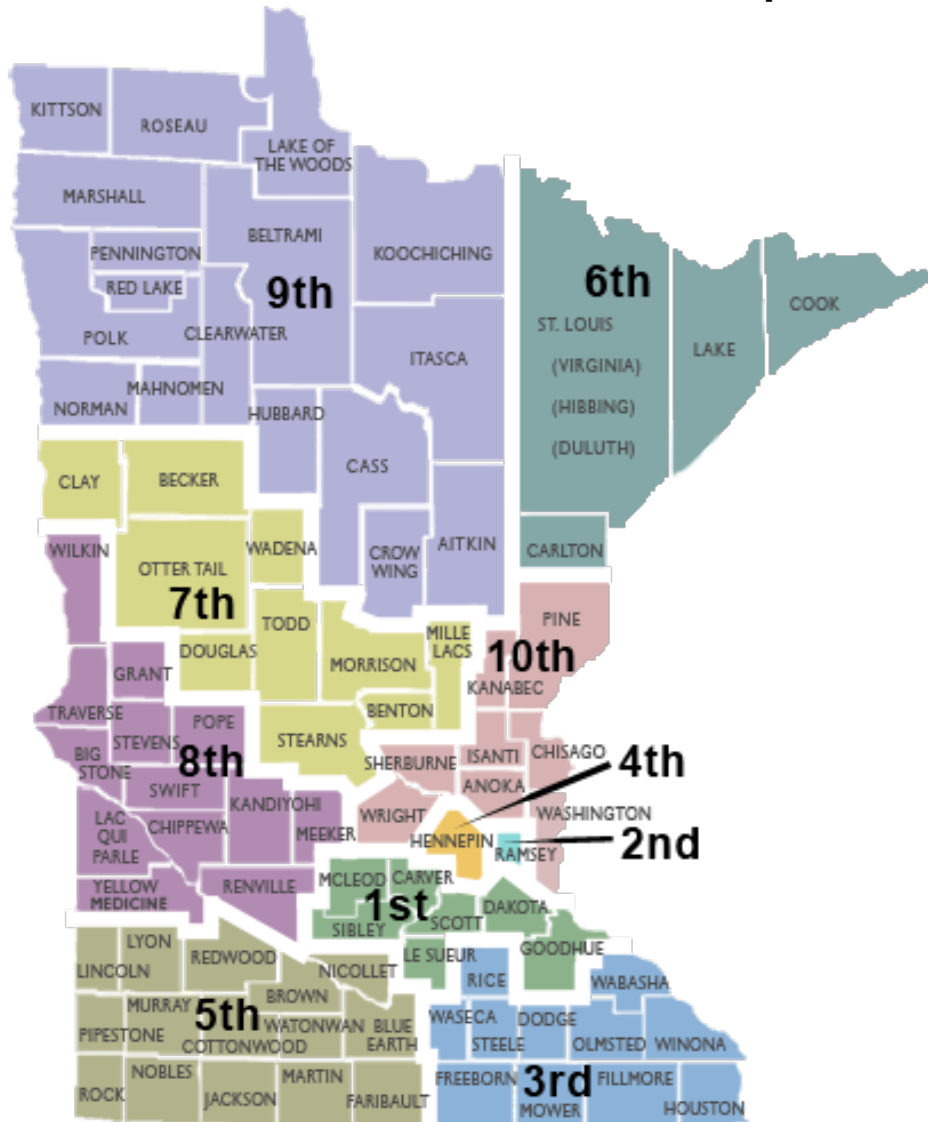 KITTSON
ROSEAU
LAKE OF
THE WOODS
MARSHALL
BELTRAMI
KOOCHICHING
PENNINGTON
RED LAKE
9th
6th
COOK
POLK
CLEARWATER
ST. LOUIS
LAKE
ITASCA
(VIRGINIA)
MAHNOMEN
NORMAN
HUBBARD
(HIBBING)
(DULUTH)
CASS
CLAY
BECKER
WILKIN
WADENA
CROW
WING
AITKIN
CARLTON
OTTER TAIL
7th
TODD
PINE
MILLE
LACS
10th
DOUGLAS
MORRISON
GRANT
KANABEC
TRAVERSE
BENTON
POPE
STEVENS
STEARNS
8th
BIG
STONE
SHERBURNE
ISANTI
CHISAGO
4th
SWIFT
ANOKA
KANDIYOHI
WRIGHT
WASHINGTON
LAC
QUI
PARLE
CHIPPEWA
MEEKER
HENNEPIN
RAMSEY
2nd
YELLOW
MEDICINE
RENVILLE
MCLEOD
CARVER
1st
SIBLEY
SCOTT
DAKOTA
LYON
LINCOLN
REDWOOD
NICOLLET
LE SUEUR
GOODHUE
RICE
WABASHA
BROWN
MURRAY
5th
PIPESTONE
COTTONWOOD
WATONWAN
BLUE
EARTH
WASECA
STEELE
DODGE
OLMSTED
WINONA
ROCK
NOBLES
JACKSON
MARTIN
FARIBAULT
FREEBORN
3rd
MOWER
FILLMORE
HOUSTON